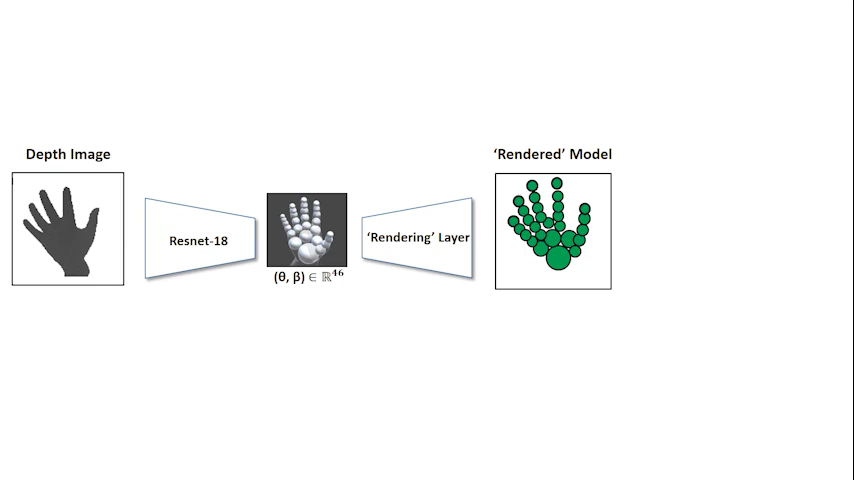 Depth Image
'Rendered' Model
Resnet-18
'Rendering' Layer
(θ, β) ∈ ℝ⁴⁶